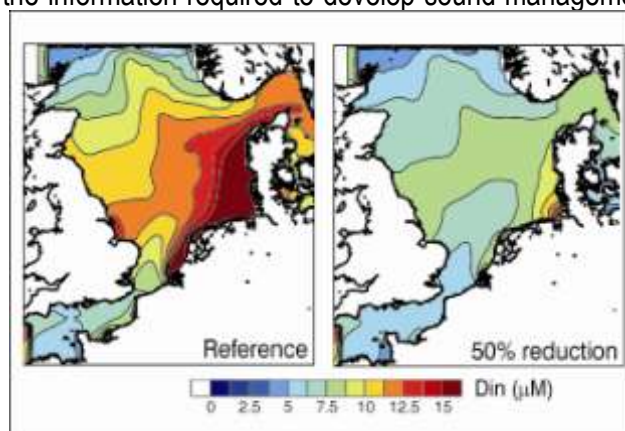 the information required to develop sound manageme
Reference
50% reduction
Din (µM)
0 2.5 5 7.5 10 12.5 15